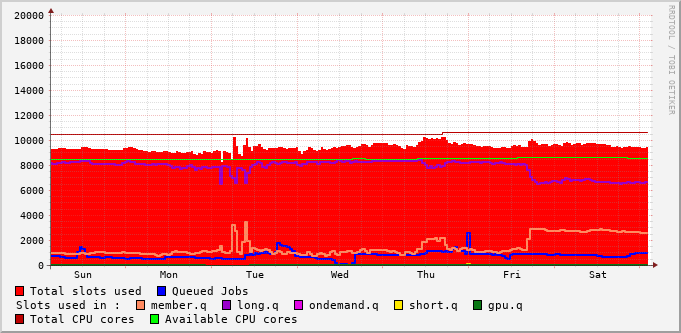 20000
18000
16000
14000
12000
10000
8000
6000
4000
2000
0
Sun Mon Tue Wed Thu Fri Sat
Total slots used Queued Jobs
Slots used in : member.q long.q ondemand.q short.q gpu.q
Total CPU cores Available CPU cores
RRDTOOL / TOBI OETIKER